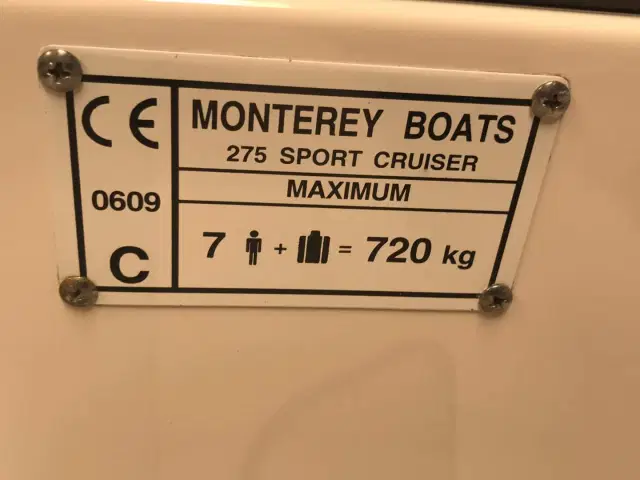 CE
0609
C
MONTEREY BOATS
275 SPORT CRUISER
MAXIMUM
7 + = 720 kg